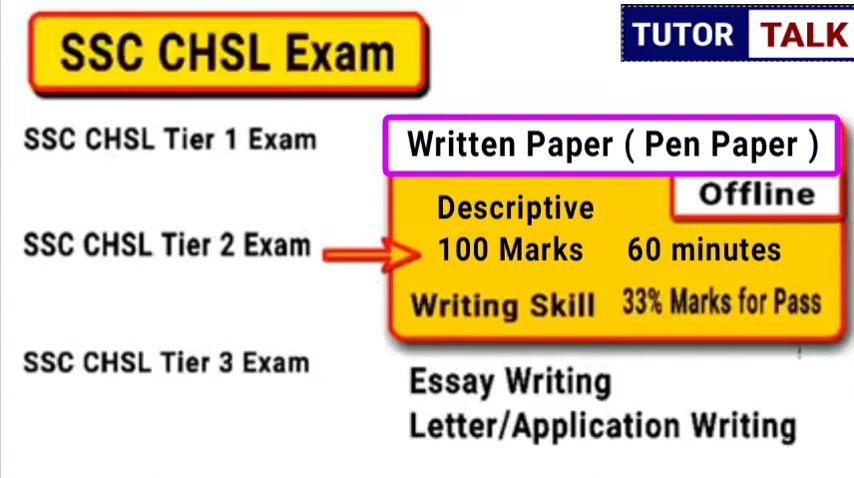 SSC CHSL Exam
TUTOR TALK
SSC CHSL Tier 1 Exam
Written Paper ( Pen Paper )
Offline
Descriptive
SSC CHSL Tier 2 Exam
100 Marks 60 minutes
Writing Skill 33% Marks for Pass
SSC CHSL Tier 3 Exam
Essay Writing
Letter/Application Writing